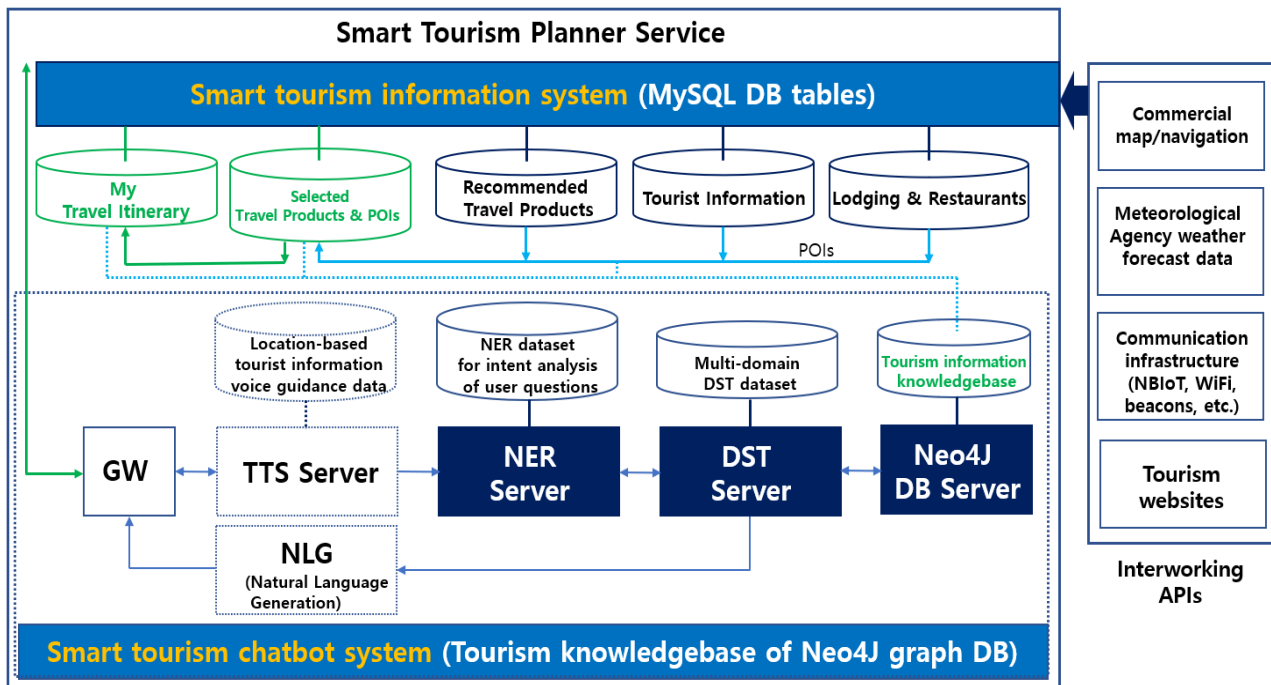 Smart Tourism Planner Service
Smart tourism information system (MySQL DB tables)
My
Travel Itinerary
Selected
Travel Products & POIs
Recommended
Travel Products
Tourist Information
Lodging & Restaurants
POIs
Location-based
tourist information
voice guidance data
NER dataset
for intent analysis
of user questions
Multi-domain
DST dataset
Tourism information
knowledgebase
GW
TTS Server
NER
Server
DST
Server
Neo4J
DB Server
NLG
(Natural Language
Generation)
Smart tourism chatbot system (Tourism knowledgebase of Neo4J graph DB)
Commercial
map/navigation
Meteorological
Agency weather
forecast data
Communication
infrastructure
(NBIoT, WiFi,
beacons, etc.)
Tourism
websites
Interworking
APIs